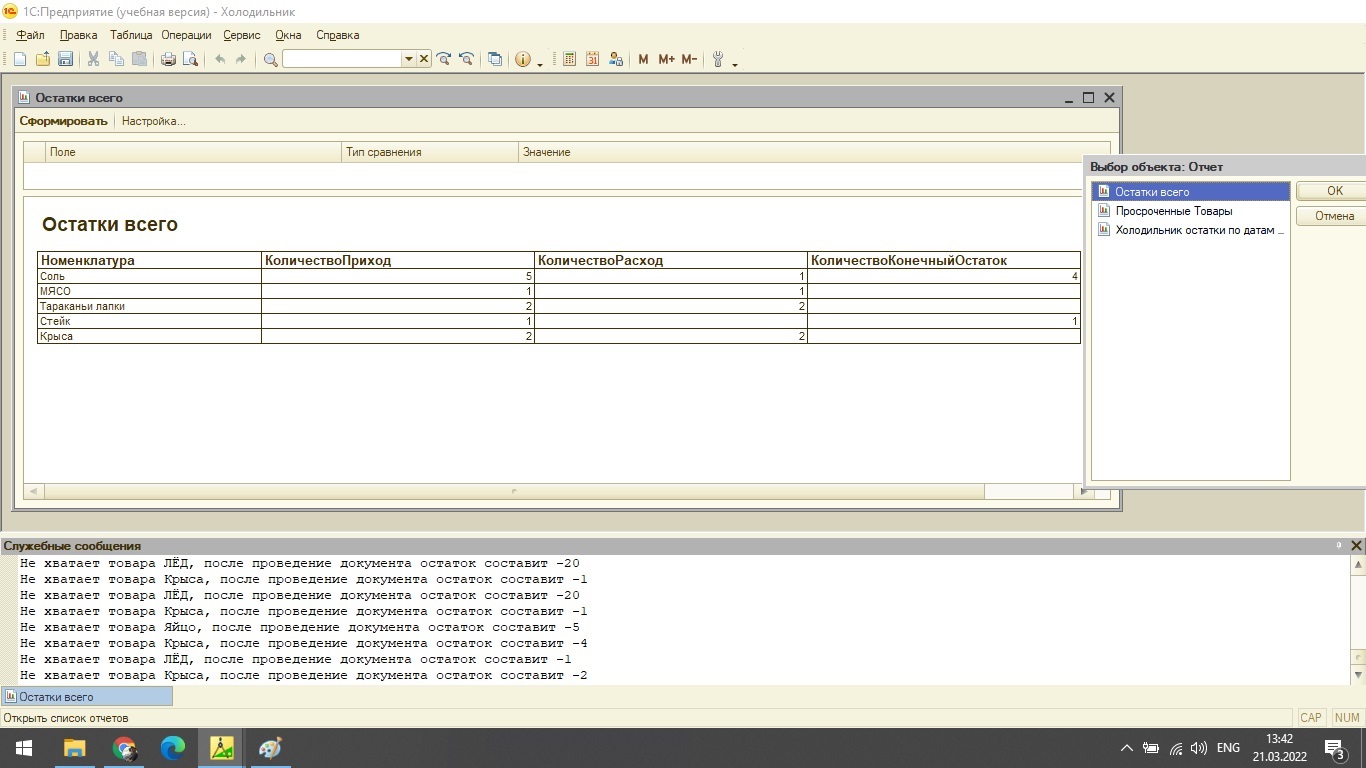 1С:Предприятие (учебная версия) - Холодильник
Файл Правка Таблица Операции Сервис Окна Справка
31 M M+ M-
Остатки всего
Сформировать Настройка...
Поле Тип сравнения Значение
Остатки всего
Номенклатура КоличествоПриход КоличествоРасход КоличествоКонечныйОстаток
Соль 5 1 4
МЯСО 1 1
Тараканьи лапки 2 2
Стейк 1 1
Крыса 2 2
Выбор объекта: Отчет
Остатки всего
Просроченные Товары
Холодильник остатки по датам ...
OK
Отмена
Служебные сообщения
Не хватает товара ЛЁД, после проведение документа остаток составит -20
Не хватает товара Крыса, после проведение документа остаток составит -1
Не хватает товара ЛЁД, после проведение документа остаток составит -20
Не хватает товара Крыса, после проведение документа остаток составит -1
Не хватает товара Яйцо, после проведение документа остаток составит -5
Не хватает товара Крыса, после проведение документа остаток составит -4
Не хватает товара ЛЁД, после проведение документа остаток составит -1
Не хватает товара Крыса, после проведение документа остаток составит -2
Остатки всего
Открыть список отчетов CAP NUM
ENG 13:42
21.03.2022 3